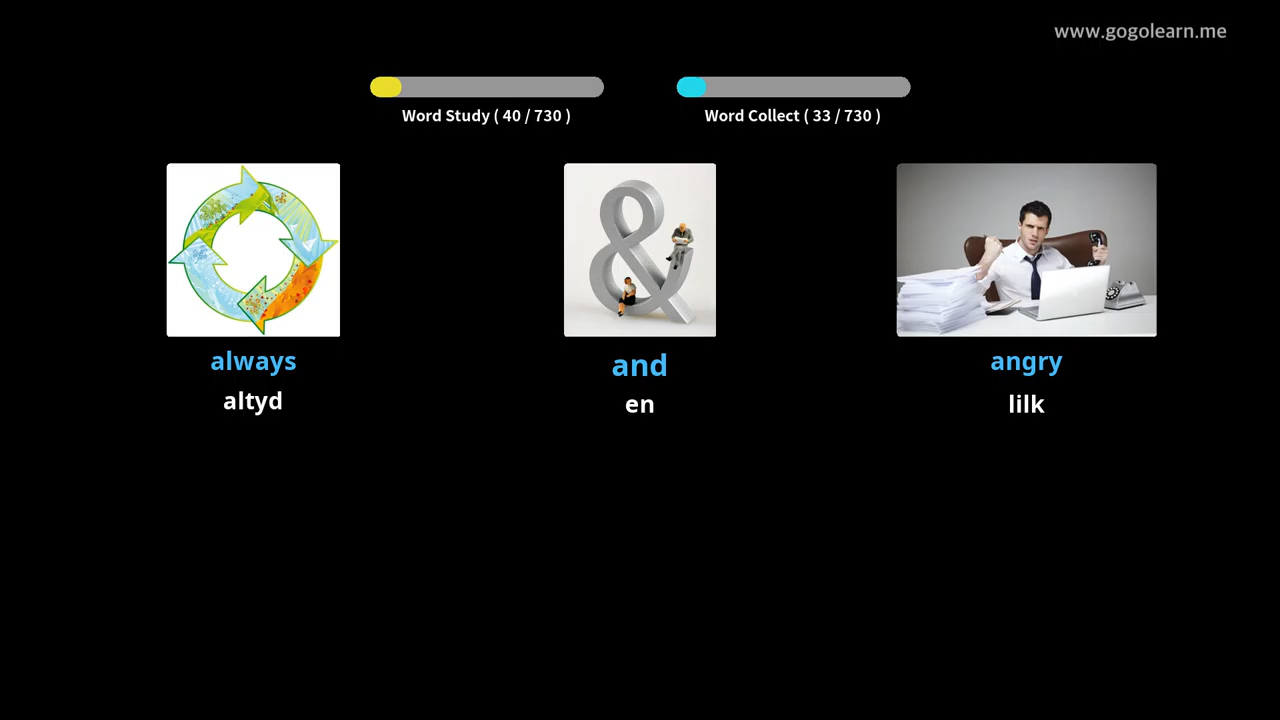 www.gogolearn.me
Word Study ( 40 / 730 )
Word Collect ( 33 / 730 )
&
always
altyd
and
en
angry
lilk